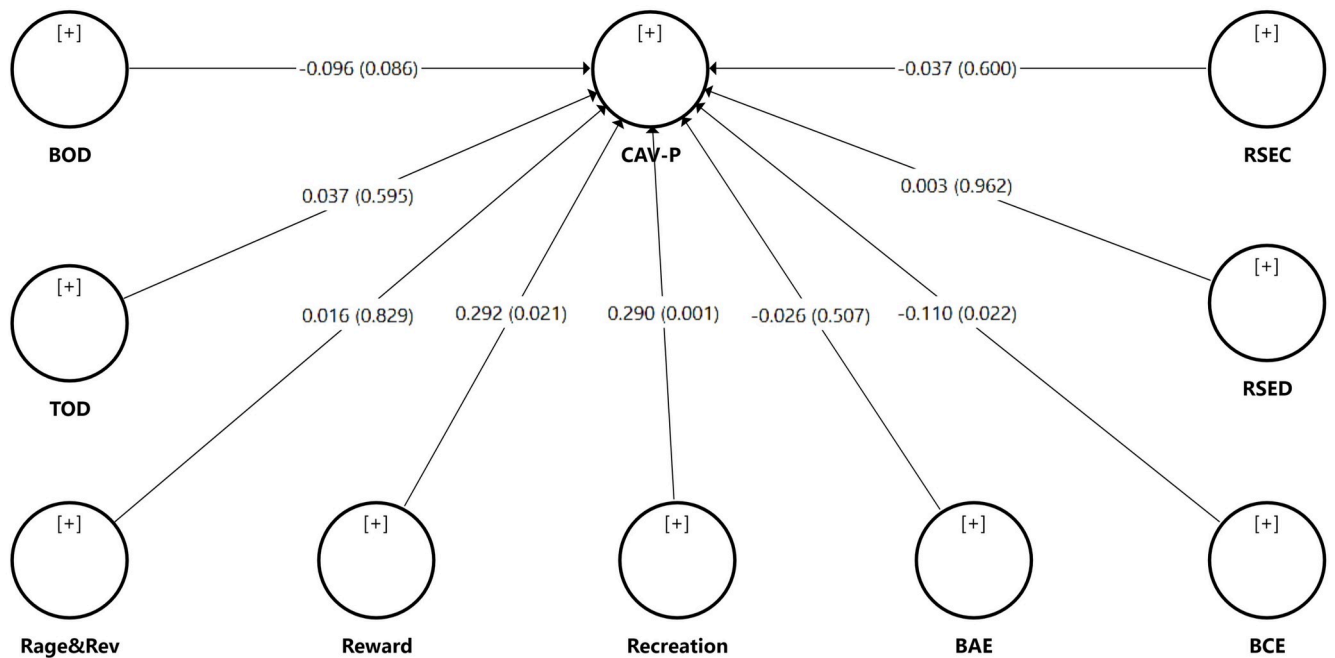 [+] [+] [+]
-0.096 (0.086) -0.037 (0.600)
BOD CAV-P RSEC
0.037 (0.595) 0.003 (0.962)
[+] [+]
TOD RSED
0.016 (0.829) 0.292 (0.021) 0.290 (0.001) -0.026 (0.507) -0.110 (0.022)
[+] [+] [+] [+] [+]
Rage&Rev Reward Recreation BAE BCE